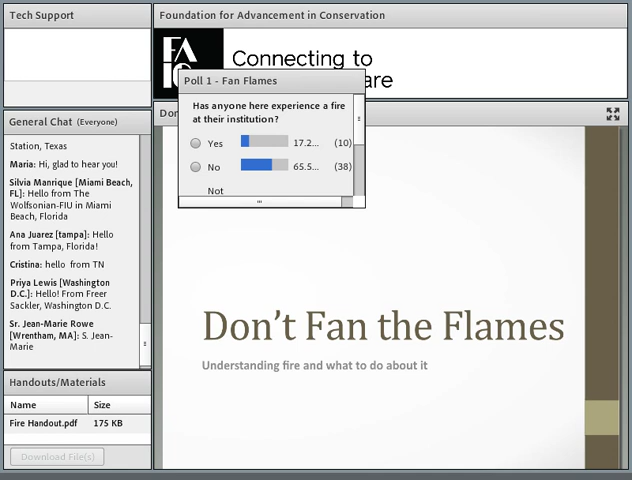 Tech Support
Foundation for Advancement in Conservation
FA
IC
Connecting to
are
Poll 1 - Fan Flames
Has anyone here experience a fire
at their institution?
Yes 17.2... (10)
No 65.5... (38)
Not
General Chat (Everyone)
Station, Texas
Maria: Hi, glad to hear you!
Silvia Manrique [Miami Beach,
FL]: Hello from The
Wolfsonian-FIU in Miami
Beach, Florida
Ana Juarez [tampa]: Hello
from Tampa, Florida!
Cristina: hello from TN
Priya Lewis [Washington
D.C.]: Hello! From Freer
Sackler, Washington D.C.
Sr. Jean-Marie Rowe
[Wrentham, MA]: S. Jean-
Marie
Handouts/Materials
Name Size
Fire Handout.pdf 175 KB
Download File(s)
Don
Don’t Fan the Flames
Understanding fire and what to do about it